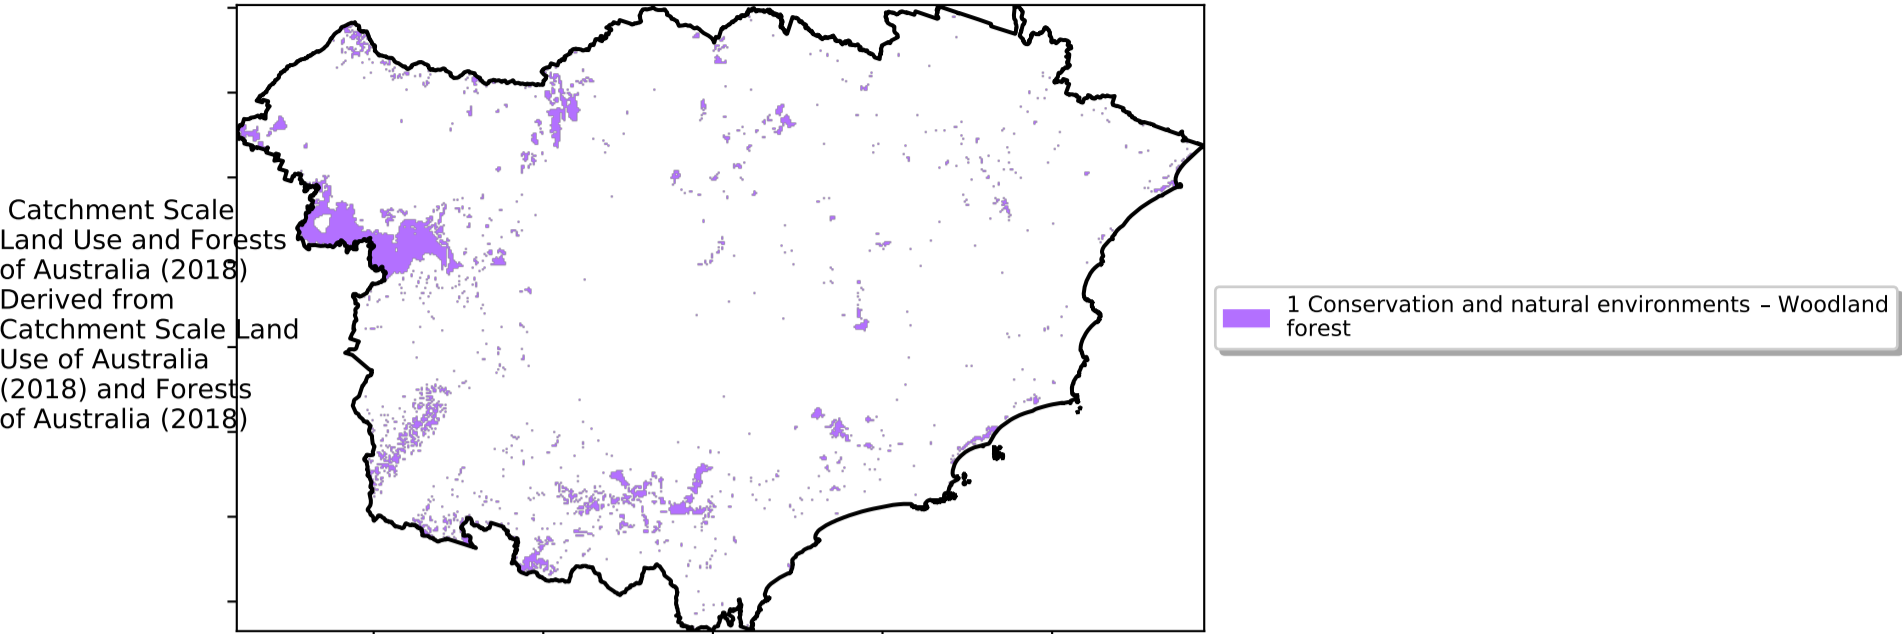 Catchment Scale
Land Use and Forests
of Australia (2018)
Derived from
Catchment Scale Land
Use of Australia
(2018) and Forests
of Australia (2018)
1 Conservation and natural environments – Woodland
forest